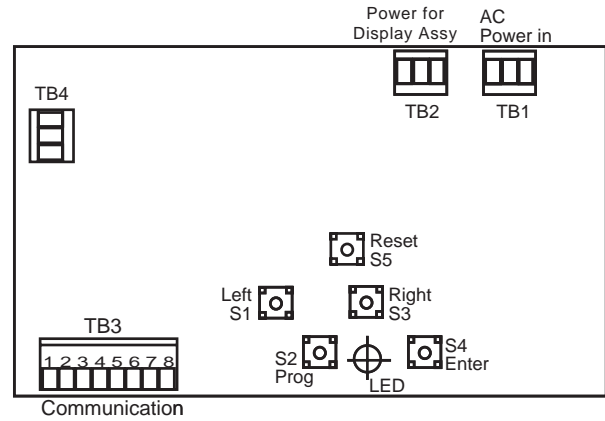 Power for
Display Assy
AC
Power in
TB4
TB2
TB1
Reset
S5
Left
S1
Right
S3
TB3
1 2 3 4 5 6 7 8
S2
Prog
LED
S4
Enter
Communication